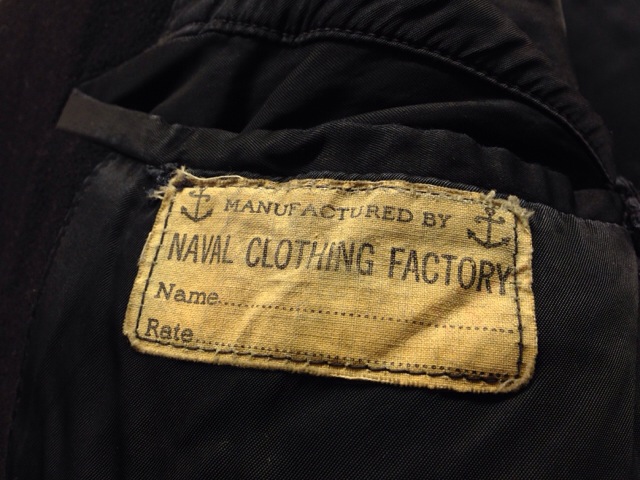 MANUFACTURED BY
NAVAL CLOTHING FACTORY
Name....................
Rate....................